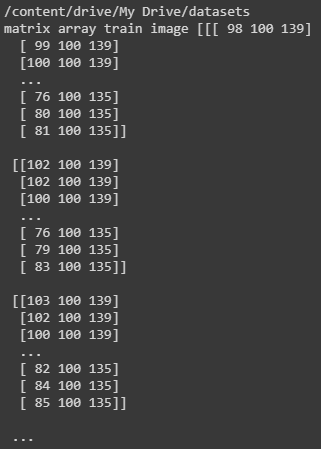 /content/drive/My Drive/datasets
matrix array train image [[[ 98 100 139]
[ 99 100 139]
[100 100 139]
...
[ 76 100 135]
[ 80 100 135]
[ 81 100 135]]
[[102 100 139]
[102 100 139]
[100 100 139]
...
[ 76 100 135]
[ 79 100 135]
[ 83 100 135]]
[[103 100 139]
[102 100 139]
[100 100 139]
...
[ 82 100 135]
[ 84 100 135]
[ 85 100 135]]
...